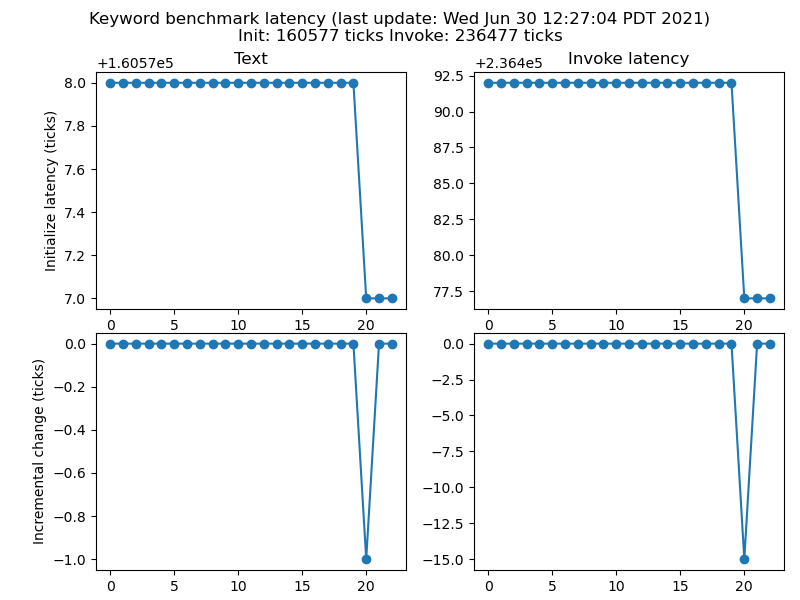 Keyword benchmark latency (last update: Wed Jun 30 12:27:04 PDT 2021)
Init: 160577 ticks Invoke: 236477 ticks
Text
+1.6057e5
Initialize latency (ticks)
8.0
7.8
7.6
7.4
7.2
7.0
0 5 10 15 20
Invoke latency
+2.364e5
92.5
90.0
87.5
85.0
82.5
80.0
77.5
0 5 10 15 20
Incremental change (ticks)
0.0
−0.2
−0.4
−0.6
−0.8
−1.0
0 5 10 15 20
0.0
−2.5
−5.0
−7.5
−10.0
−12.5
−15.0
0 5 10 15 20